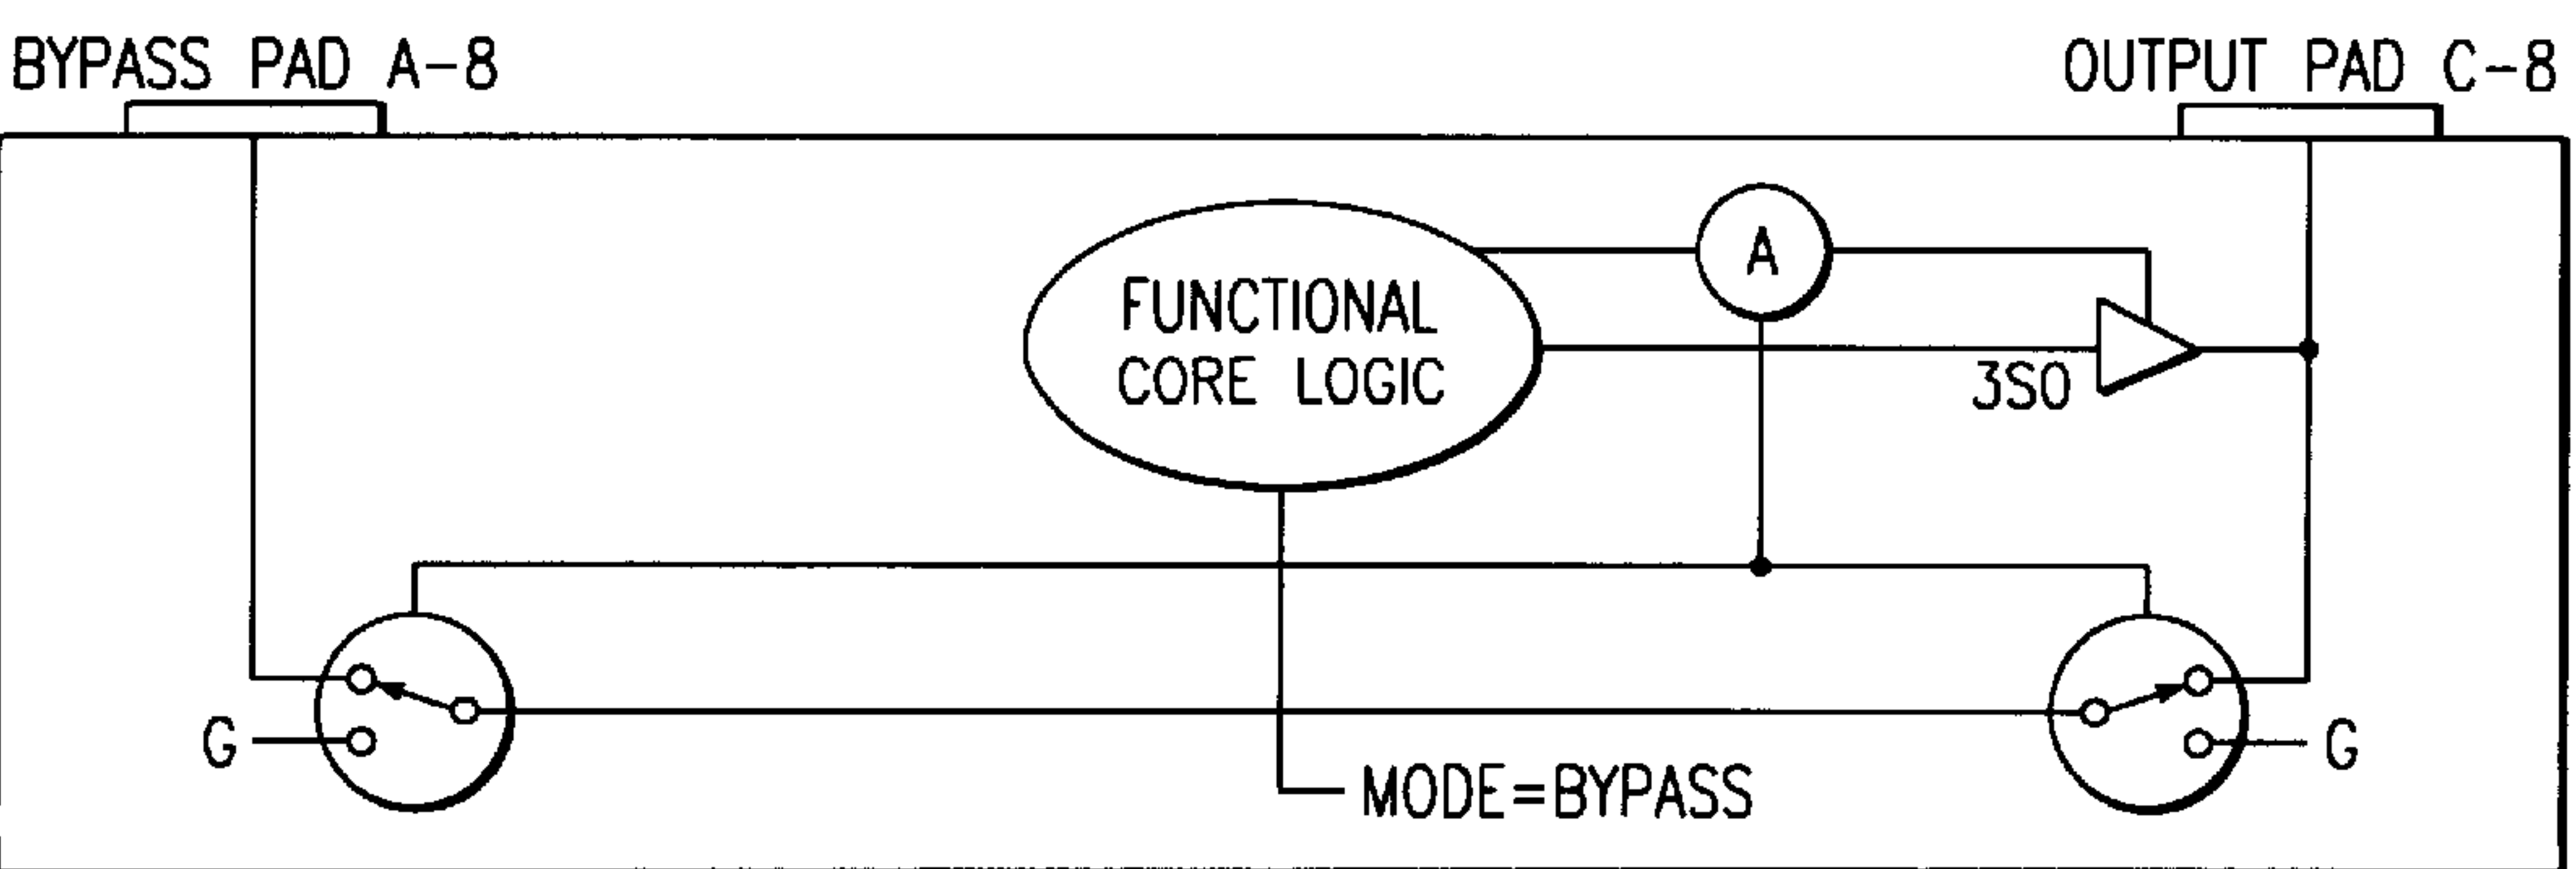 BYPASS PAD A-8
OUTPUT PAD C-8
A
FUNCTIONAL
CORE LOGIC
3SO
G
G
MODE=BYPASS